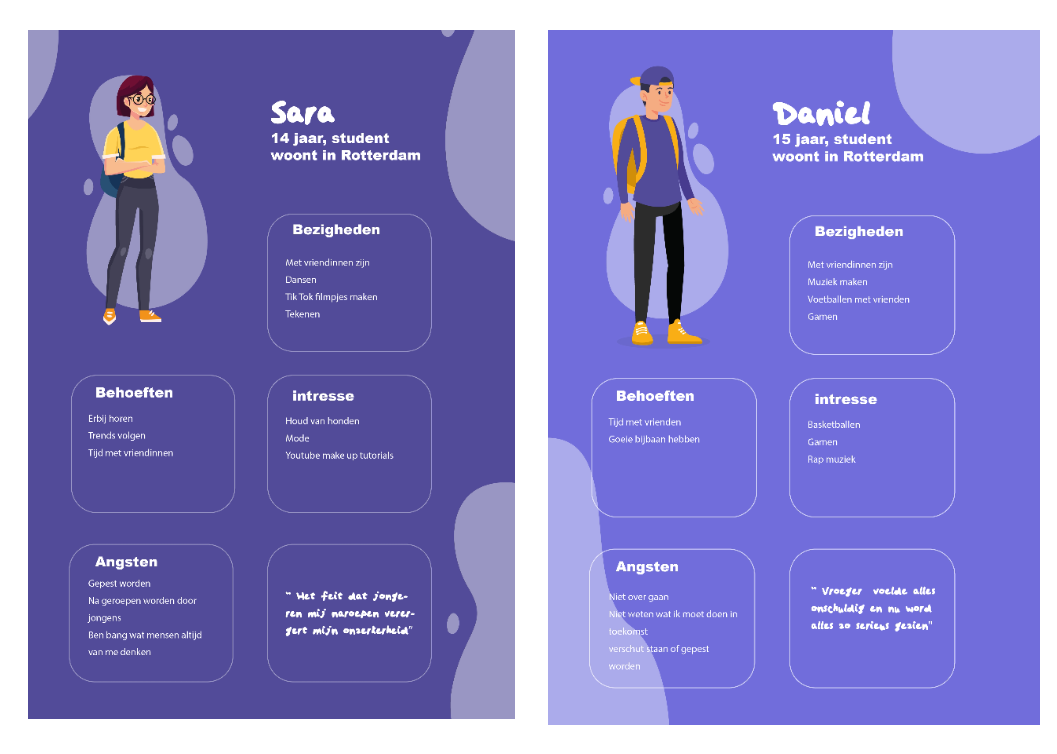 Sara
14 jaar, student
woont in Rotterdam
Bezigheden
Met vriendinnen zijn
Dansen
Tik Tok filmpjes maken
Tekenen
Behoeften
Erbij horen
Trends volgen
Tijd met vriendinnen
intresse
Houd van honden
Mode
Youtube make up tutorials
Angsten
Gepest worden
Na geroepen worden door
jongens
Ben bang wat mensen altijd
van me denken
" Het feit dat jonge-
ren mij naroepen verer-
gert mijn onzerkerheid"
Daniel
15 jaar, student
woont in Rotterdam
Bezigheden
Met vriendinnen zijn
Muziek maken
Voetballen met vrienden
Gamen
Behoeften
Tijd met vrienden
Goeie bijbaan hebben
intresse
Basketballen
Gamen
Rap muziek
Angsten
Niet over gaan
Niet weten wat ik moet doen in
toekomst
verschut staan of gepest
worden
" Vroeger voelde alles
onschuldig en nu word
alles zo serieus gezien"